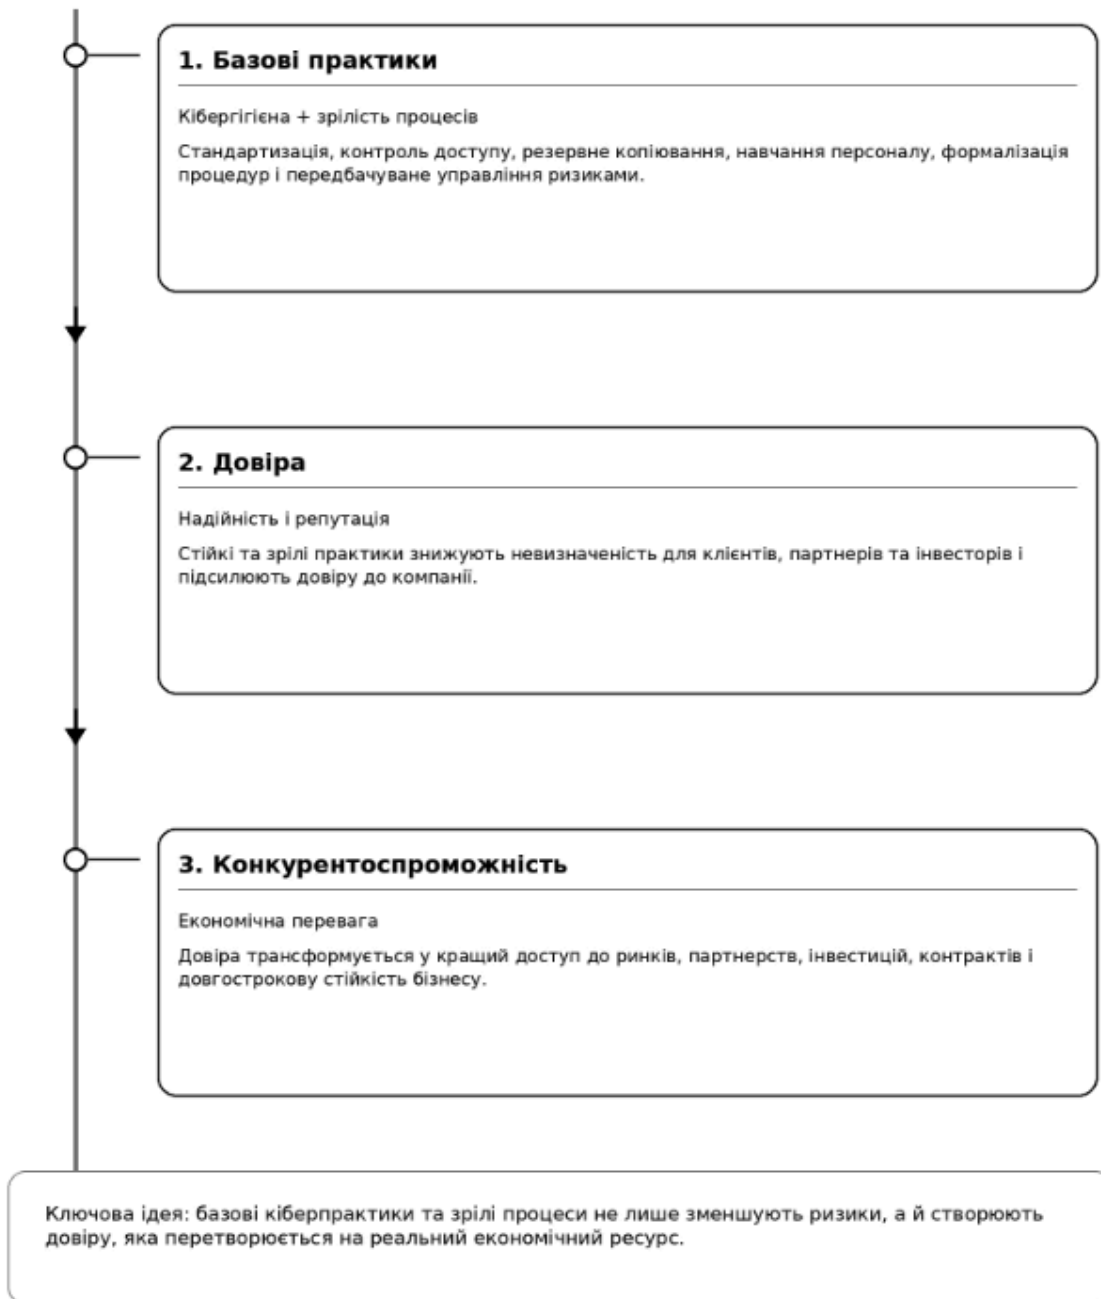 1. Базові практики
Кібергігієна + зрілість процесів
Стандартизація, контроль доступу, резервне копіювання, навчання персоналу, формалізація
процедур і передбачуване управління ризиками.
2. Довіра
Надійність і репутація
Стійкі та зрілі практики знижують невизначеність для клієнтів, партнерів та інвесторів і
підсилюють довіру до компанії.
3. Конкурентоспроможність
Економічна перевага
Довіра трансформується у кращий доступ до ринків, партнерств, інвестицій, контрактів і
довгострокову стійкість бізнесу.
Ключова ідея: базові кіберпрактики та зрілі процеси не лише зменшують ризики, а й створюють
довіру, яка перетворюється на реальний економічний ресурс.